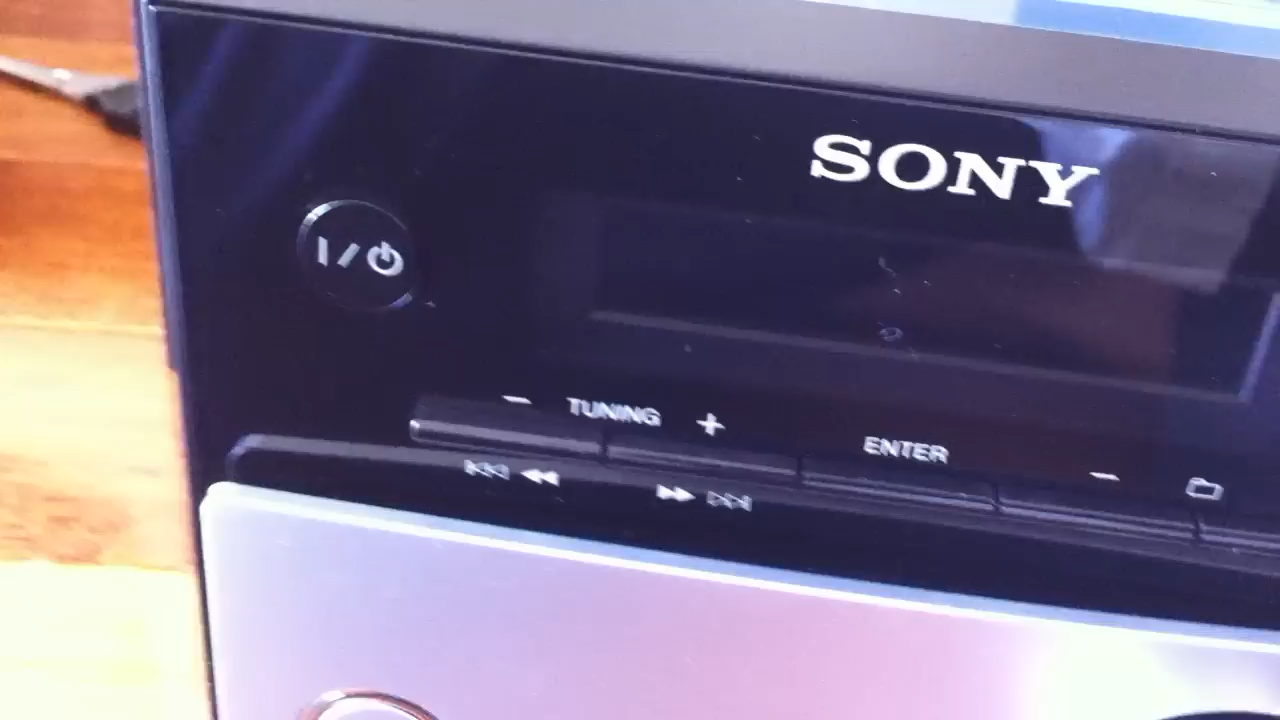 SONY
I/⏻
− TUNING +
ENTER
−